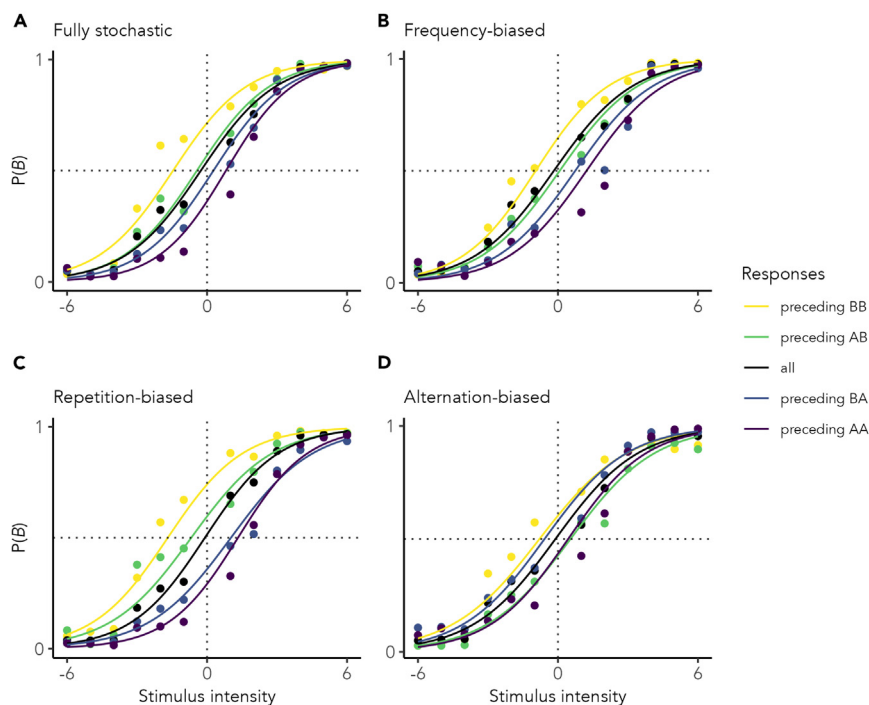 A
Fully stochastic
1
P(B)
0
-6
0
6
B
Frequency-biased
1
0
-6
0
6
C
Repetition-biased
1
P(B)
0
-6
0
6
Stimulus intensity
D
Alternation-biased
1
0
-6
0
6
Stimulus intensity
Responses
preceding BB
preceding AB
all
preceding BA
preceding AA